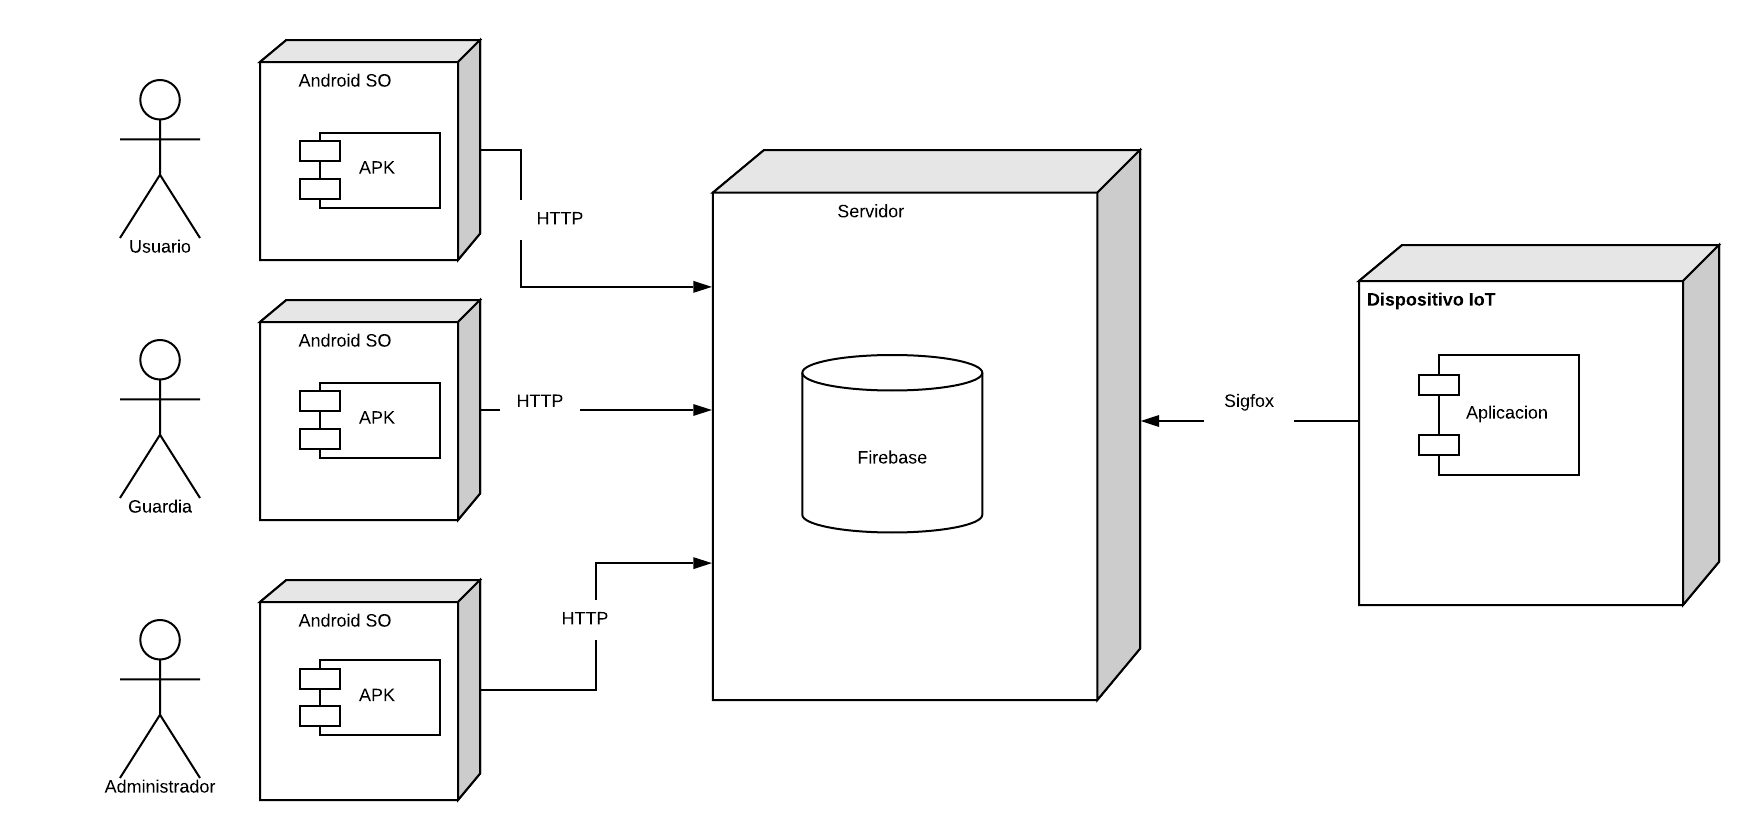 Android SO
APK
Usuario
HTTP
Android SO
APK
Guardia
HTTP
Android SO
APK
Administrador
HTTP
Servidor
Firebase
Sigfox
Dispositivo IoT
Aplicacion